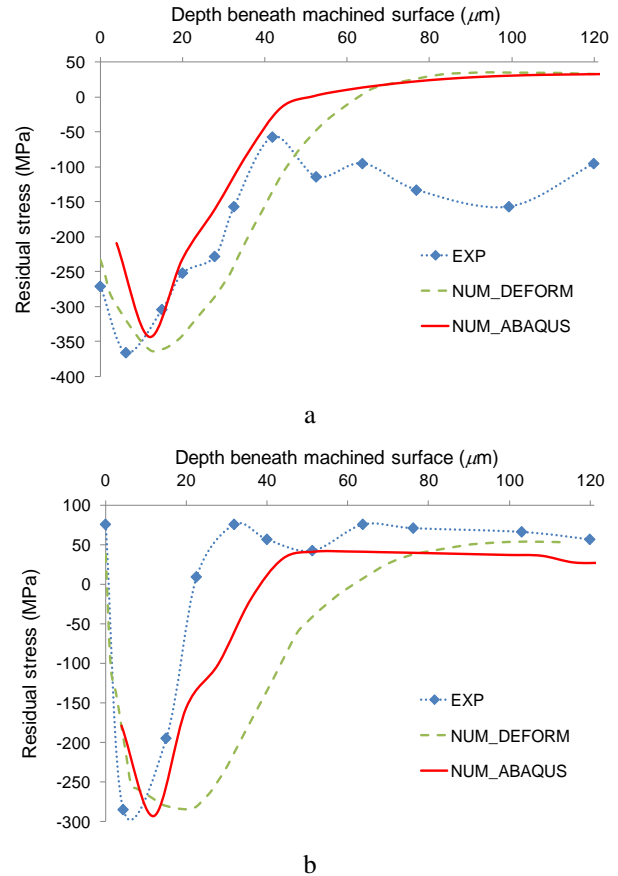 Depth beneath machined surface (μm)
0 20 40 60 80 100 120
50
0
-50
-100
-150
-200
-250
-300
-350
-400
Residual stress (MPa)
EXP
NUM_DEFORM
NUM_ABAQUS
a
Depth beneath machined surface (μm)
0 20 40 60 80 100 120
100
50
0
-50
-100
-150
-200
-250
-300
Residual stress (MPa)
EXP
NUM_DEFORM
NUM_ABAQUS
b